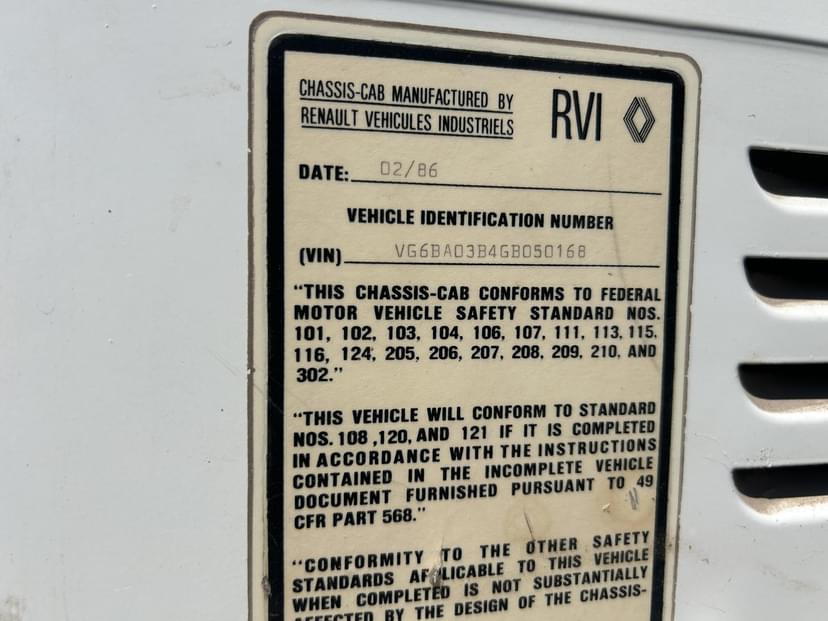 CHASSIS-CAB MANUFACTURED BY
RENAULT VEHICULES INDUSTRIELS
RVI
DATE: 02/86
VEHICLE IDENTIFICATION NUMBER
(VIN) VG6BA03B4GB050168
"THIS CHASSIS-CAB CONFORMS TO FEDERAL
MOTOR VEHICLE SAFETY STANDARD NOS.
101, 102, 103, 104, 106, 107, 111, 113, 115,
116, 124, 205, 206, 207, 208, 209, 210, AND
302."
"THIS VEHICLE WILL CONFORM TO STANDARD
NOS. 108 ,120, AND 121 IF IT IS COMPLETED
IN ACCORDANCE WITH THE INSTRUCTIONS
CONTAINED IN THE INCOMPLETE VEHICLE
DOCUMENT FURNISHED PURSUANT TO 49
CFR PART 568."
"CONFORMITY TO THE OTHER SAFETY
STANDARDS APPLICABLE TO THIS VEHICLE
WHEN COMPLETED IS NOT SUBSTANTIALLY
AFFECTED BY THE DESIGN OF THE CHASSIS-